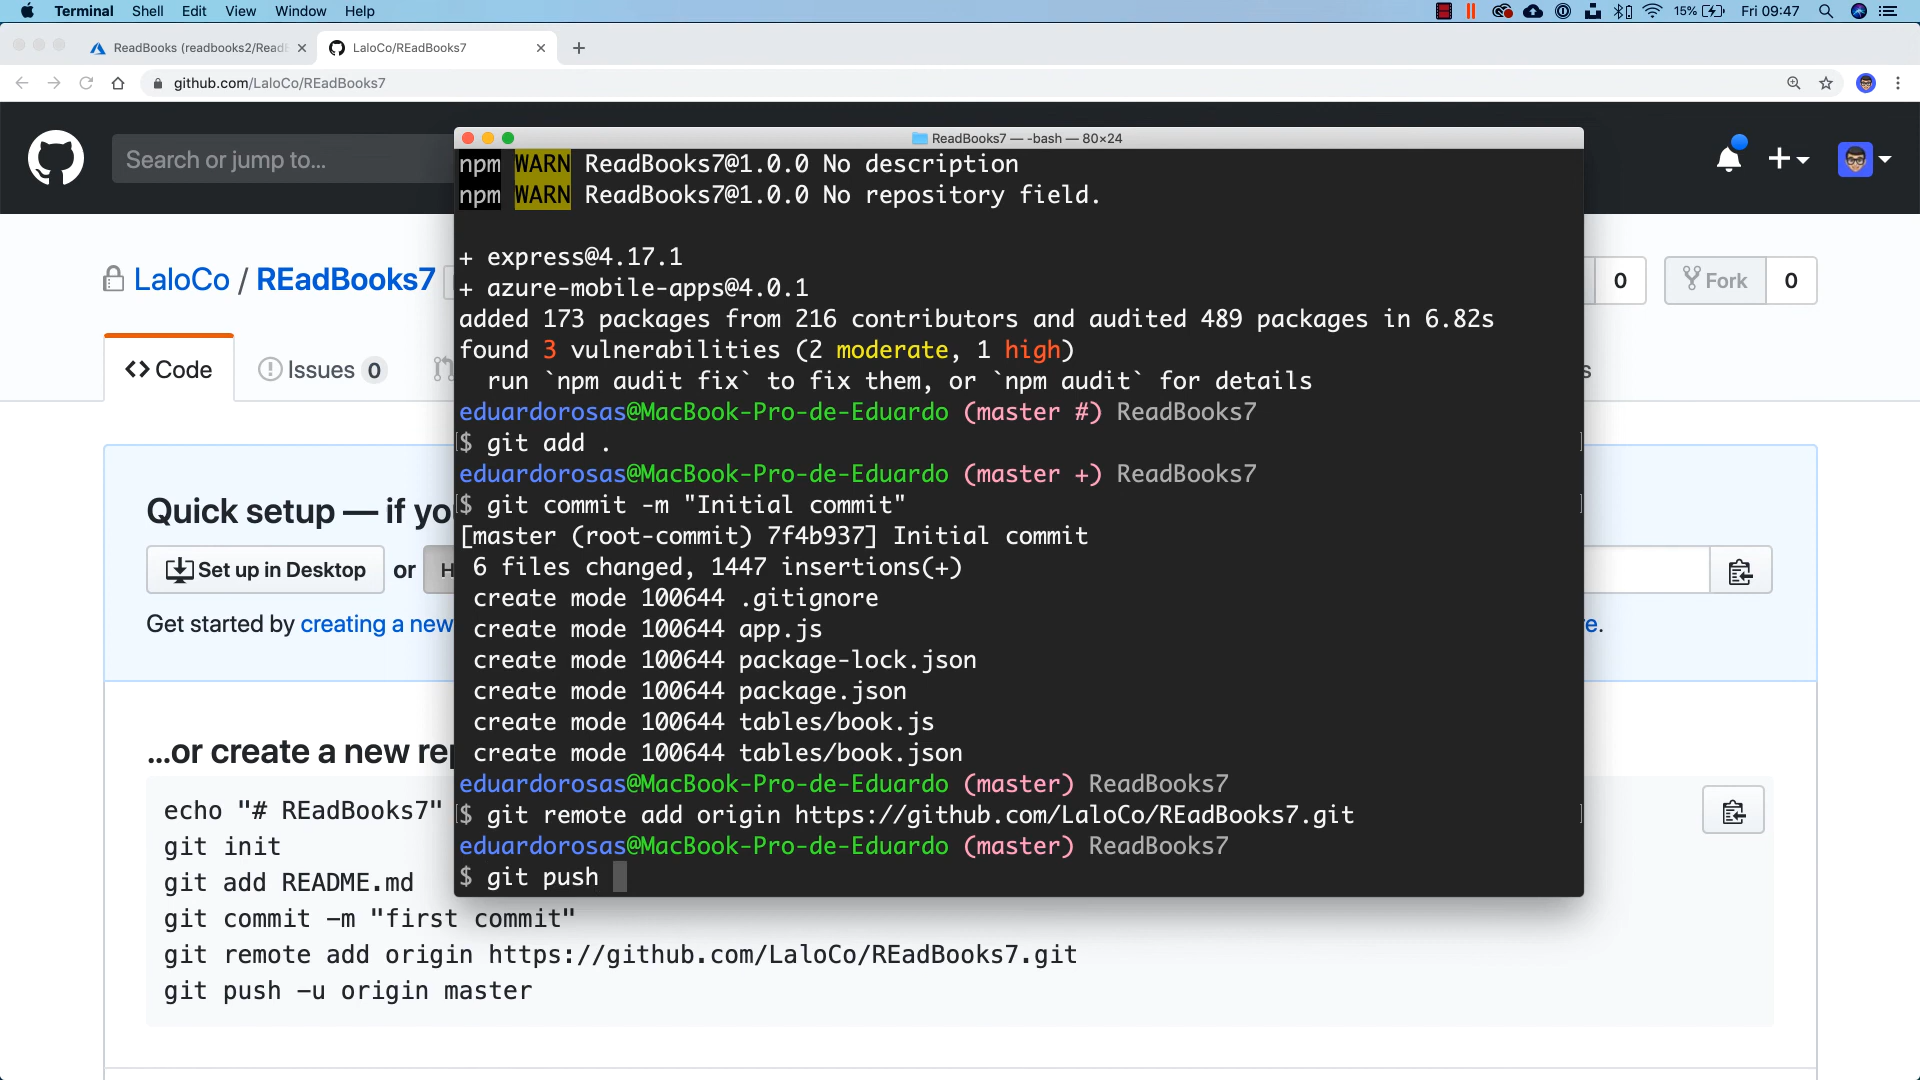 Terminal Shell Edit View Window Help 15% Fri 09:47
ReadBooks (readbooks2/Read LaloCo/REadBooks7
github.com/LaloCo/REadBooks7
Search or jump to...
LaloCo / REadBooks7
0 Fork 0
Code Issues 0
Quick setup — if yo
Set up in Desktop or H
Get started by creating a new
e.
...or create a new rep
echo "# REadBooks7"
git init
git add README.md
git commit -m "first commit"
git remote add origin https://github.com/LaloCo/REadBooks7.git
git push -u origin master
ReadBooks7 — -bash — 80×24
npm WARN ReadBooks7@1.0.0 No description
npm WARN ReadBooks7@1.0.0 No repository field.
+ express@4.17.1
+ azure-mobile-apps@4.0.1
added 173 packages from 216 contributors and audited 489 packages in 6.82s
found 3 vulnerabilities (2 moderate, 1 high)
run `npm audit fix` to fix them, or `npm audit` for details
eduardorosas@MacBook-Pro-de-Eduardo (master #) ReadBooks7
[$ git add . ]
eduardorosas@MacBook-Pro-de-Eduardo (master +) ReadBooks7
[$ git commit -m "Initial commit" ]
[master (root-commit) 7f4b937] Initial commit
6 files changed, 1447 insertions(+)
create mode 100644 .gitignore
create mode 100644 app.js
create mode 100644 package-lock.json
create mode 100644 package.json
create mode 100644 tables/book.js
create mode 100644 tables/book.json
eduardorosas@MacBook-Pro-de-Eduardo (master) ReadBooks7
[$ git remote add origin https://github.com/LaloCo/REadBooks7.git ]
eduardorosas@MacBook-Pro-de-Eduardo (master) ReadBooks7
$ git push